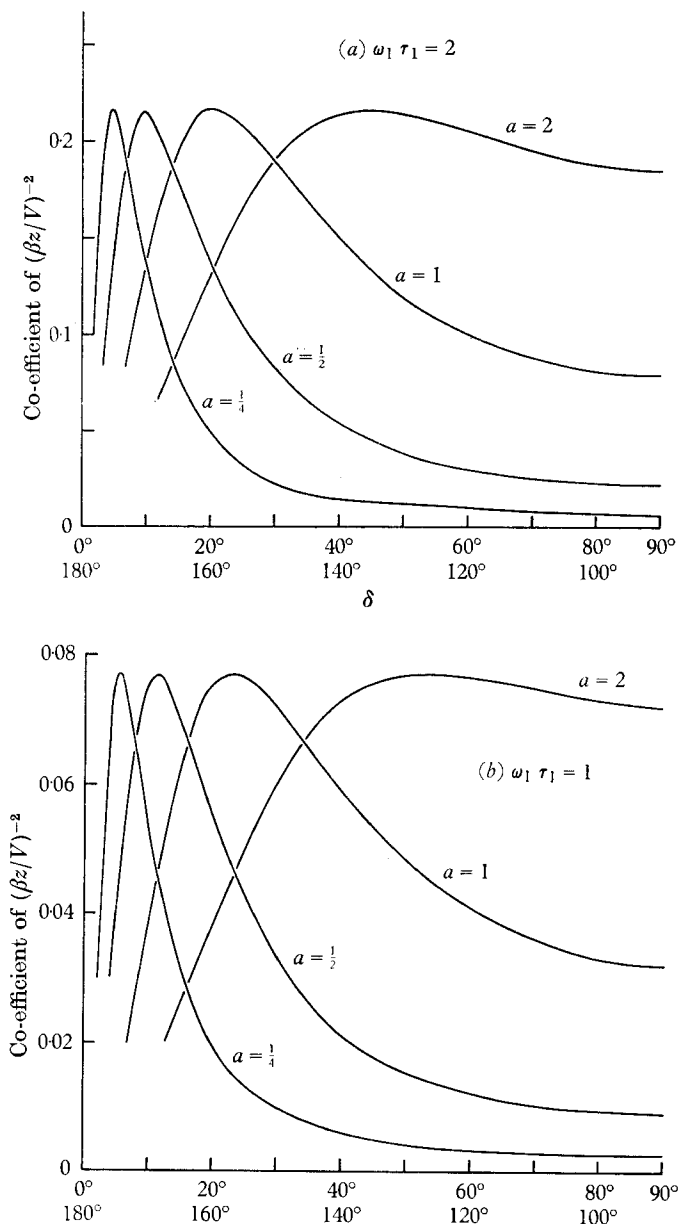 (a) ω₁ τ₁ = 2
Co-efficient of (βz/V)⁻²
0·2
0·1
0
a = 2
a = 1
a = ½
a = ¼
0° 20° 40° 60° 80° 90°
180° 160° 140° 120° 100°
δ
(b) ω₁ τ₁ = 1
Co-efficient of (βz/V)⁻²
0·08
0·06
0·04
0·02
0
a = 2
a = 1
a = ½
a = ¼
0° 20° 40° 60° 80° 90°
180° 160° 140° 120° 100°